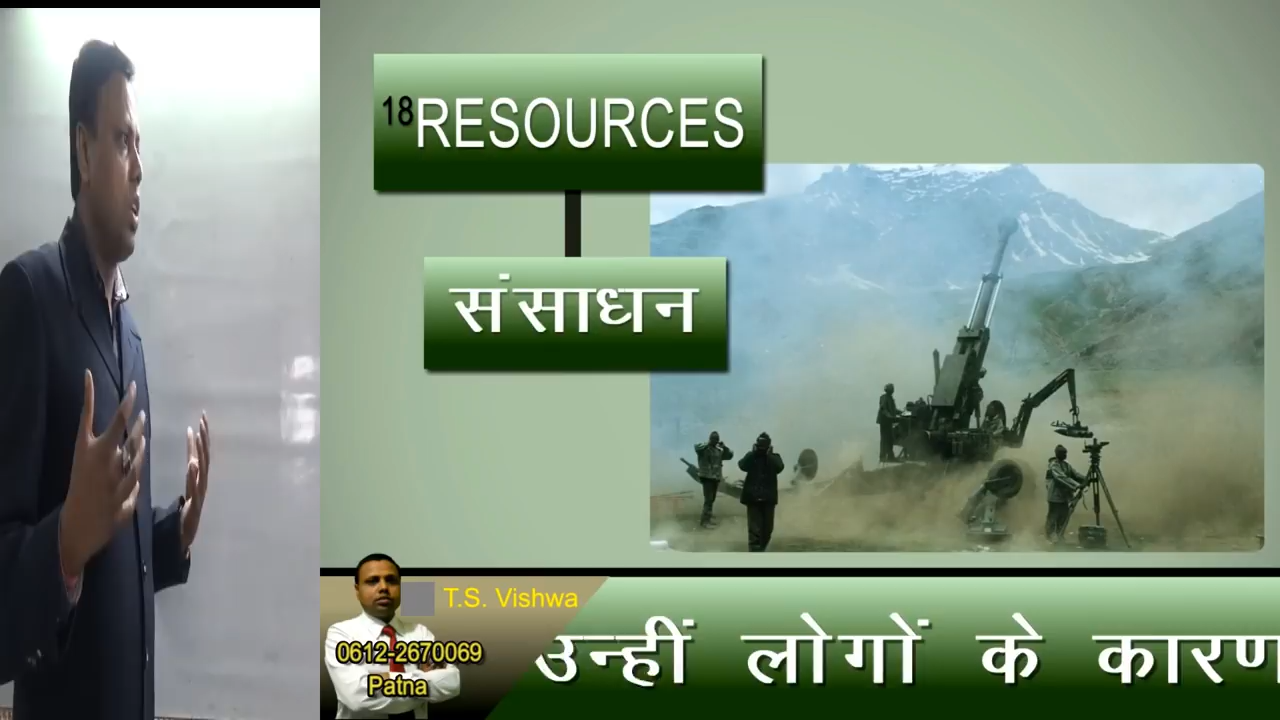 18RESOURCES
संसाधन
T.S. Vishwa
0612-2670069
Patna
उन्हीं लोगों के कारण